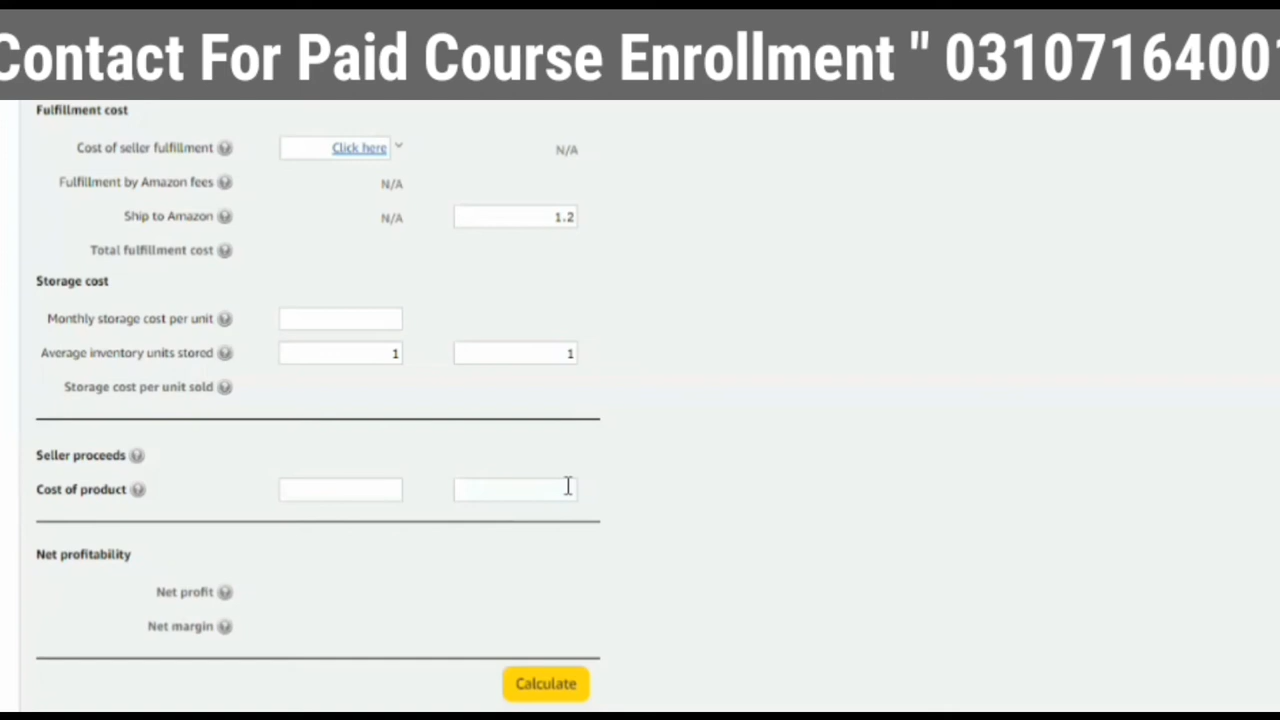 Contact For Paid Course Enrollment " 03107164001
Fulfillment cost
Cost of seller fulfillment Click here N/A
Fulfillment by Amazon fees N/A
Ship to Amazon N/A 1.2
Total fulfillment cost
Storage cost
Monthly storage cost per unit
Average inventory units stored 1 1
Storage cost per unit sold
Seller proceeds
Cost of product
Net profitability
Net profit
Net margin
Calculate